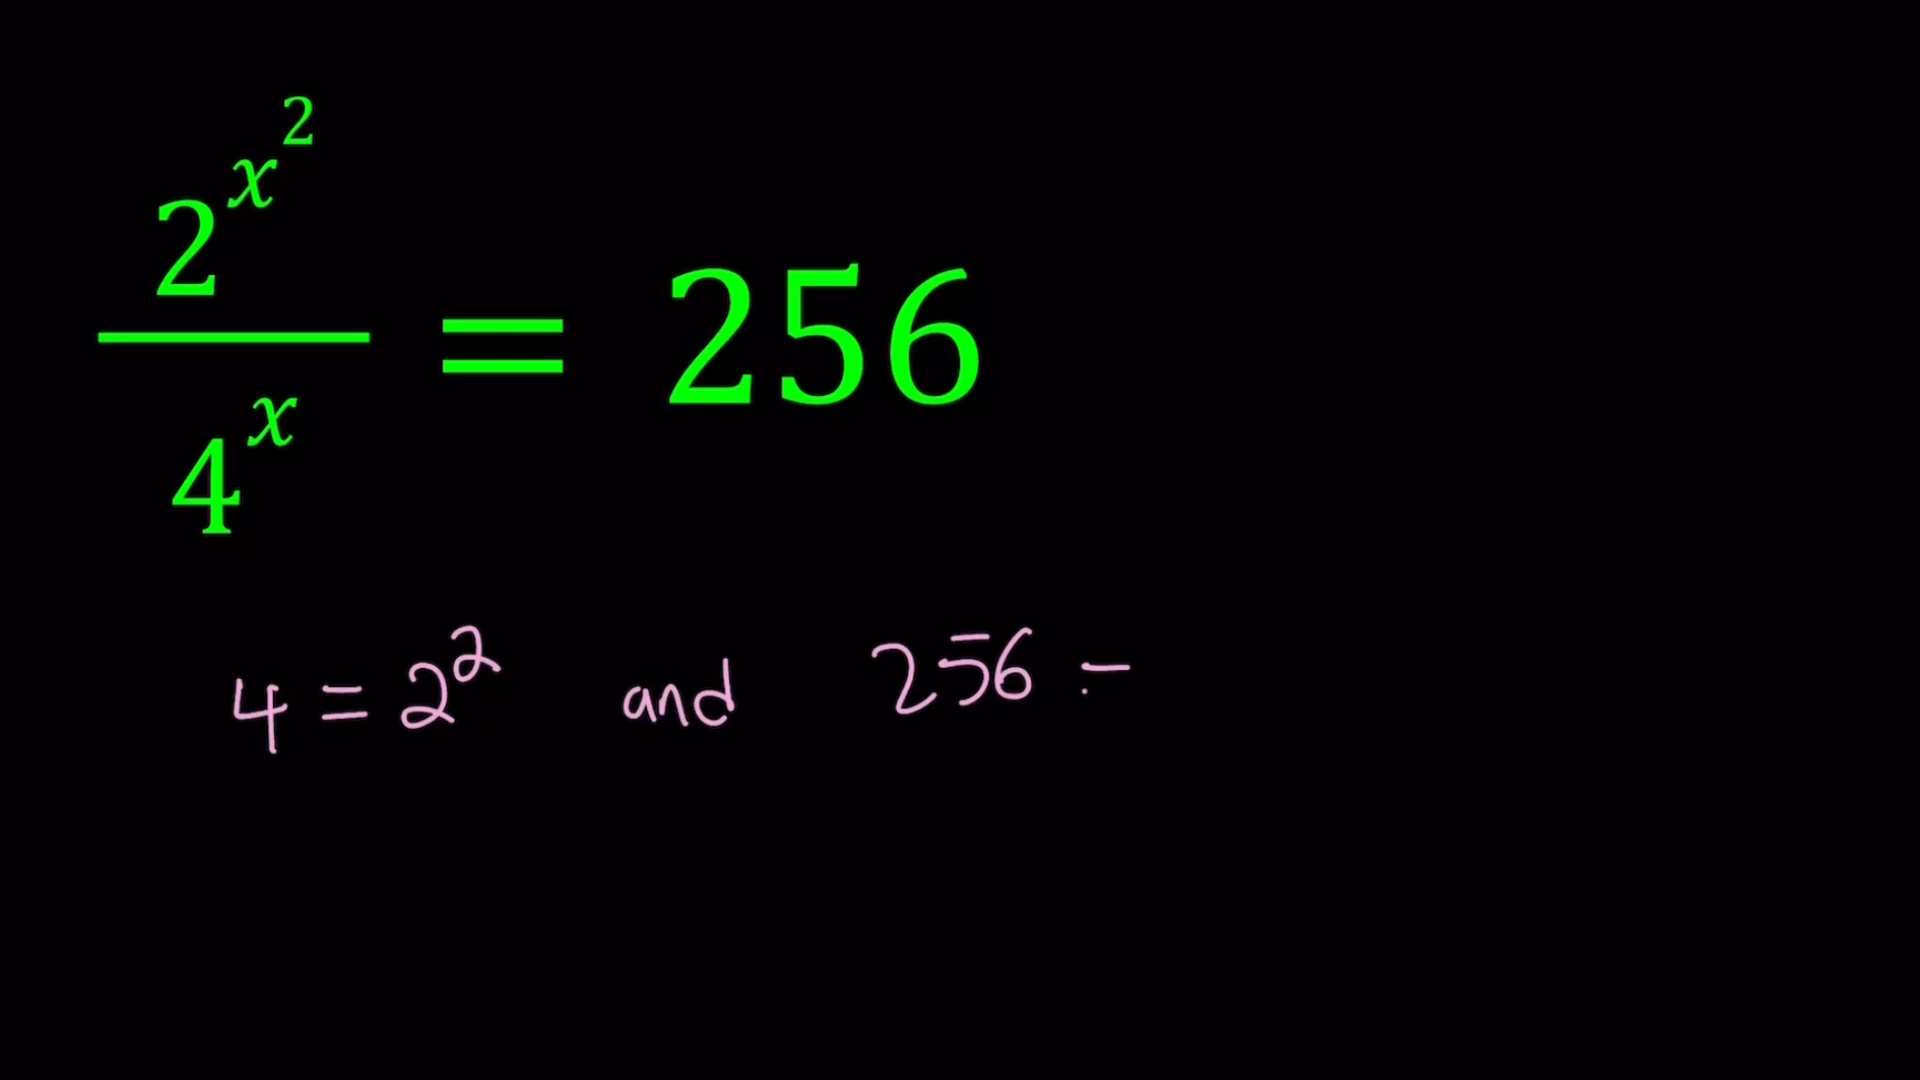 2^{x^2} / 4^x = 256
4 = 2^2 and 256 =